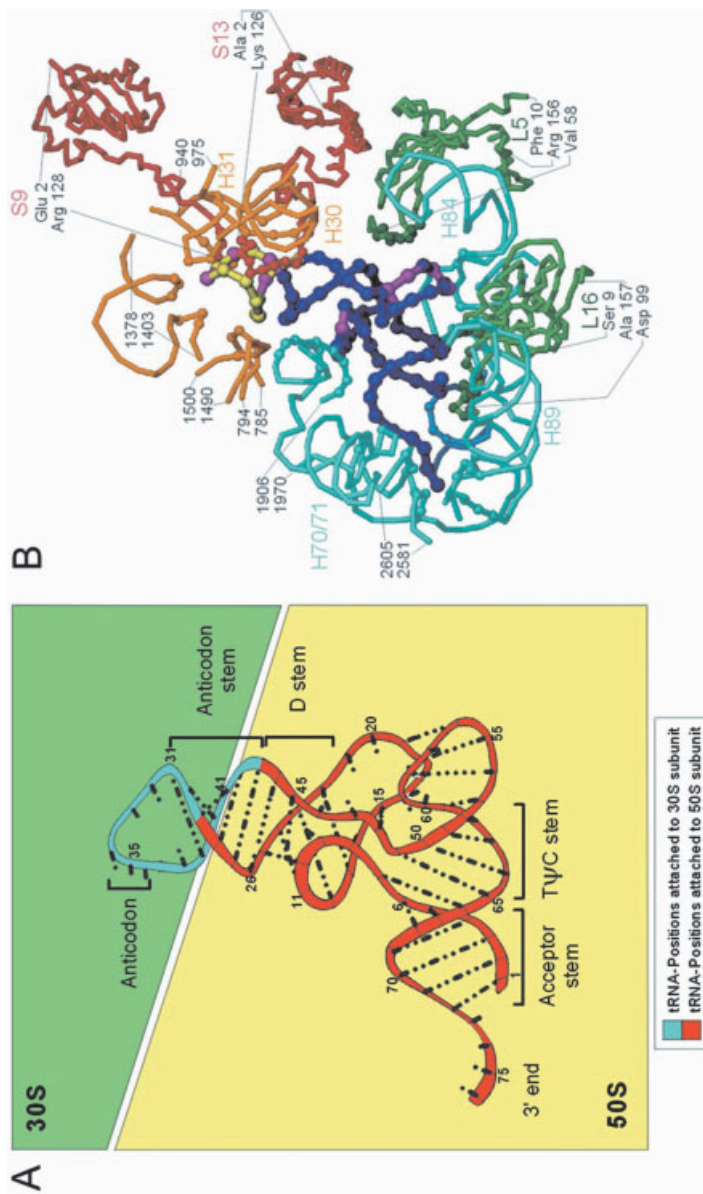 A
30S
50S
Anticodon
Anticodon
stem
D stem
TψC stem
Acceptor
stem
3' end
35
31
41
26
45
11
20
15
50
60
55
6
65
70
1
75
tRNA-Positions attached to 30S subunit
tRNA-Positions attached to 50S subunit
B
S9
Glu 2
Arg 128
S13
Ala 2
Lys 126
940
975
H31
H30
1378
1403
1500
1490
794
785
1906
1970
H70/71
2605
2581
H84
L5
Phe 10
Arg 156
Val 58
L16
Ser 9
Ala 157
Asp 99
H89